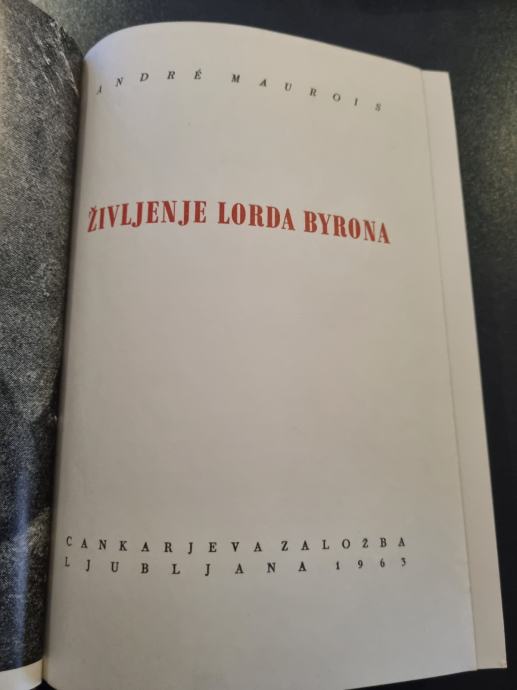 ANDRÉ MAUROIS
ŽIVLJENJE LORDA BYRONA
CANKARJEVA ZALOŽBA
LJUBLJANA 1963